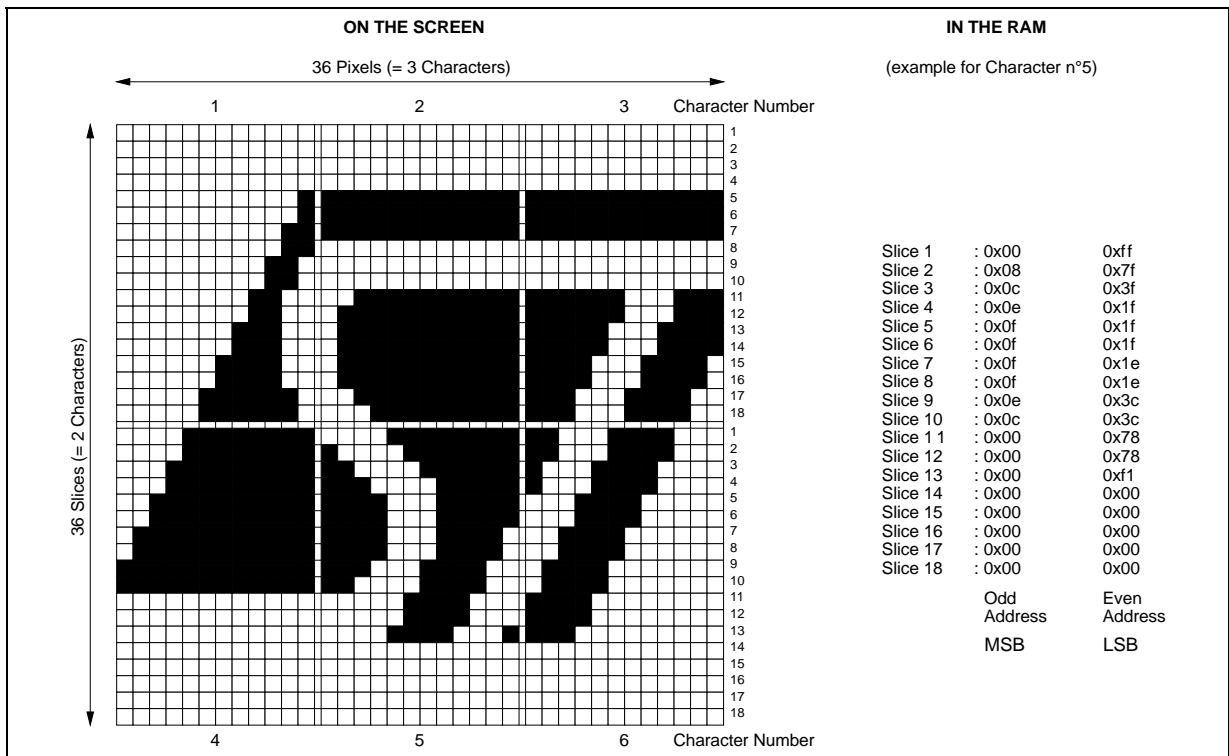 ON THE SCREEN
IN THE RAM
36 Pixels (= 3 Characters)
(example for Character n°5)
1 2 3 Character Number
36 Slices (= 2 Characters)
1
2
3
4
5
6
7
8
9
10
11
12
13
14
15
16
17
18
1
2
3
4
5
6
7
8
9
10
11
12
13
14
15
16
17
18
4 5 6 Character Number
Slice 1 : 0x00 0xff
Slice 2 : 0x08 0x7f
Slice 3 : 0x0c 0x3f
Slice 4 : 0x0e 0x1f
Slice 5 : 0x0f 0x1f
Slice 6 : 0x0f 0x1f
Slice 7 : 0x0f 0x1e
Slice 8 : 0x0f 0x1e
Slice 9 : 0x0e 0x3c
Slice 10 : 0x0c 0x3c
Slice 11 : 0x00 0x78
Slice 12 : 0x00 0x78
Slice 13 : 0x00 0xf1
Slice 14 : 0x00 0x00
Slice 15 : 0x00 0x00
Slice 16 : 0x00 0x00
Slice 17 : 0x00 0x00
Slice 18 : 0x00 0x00
Odd Even
Address Address
MSB LSB